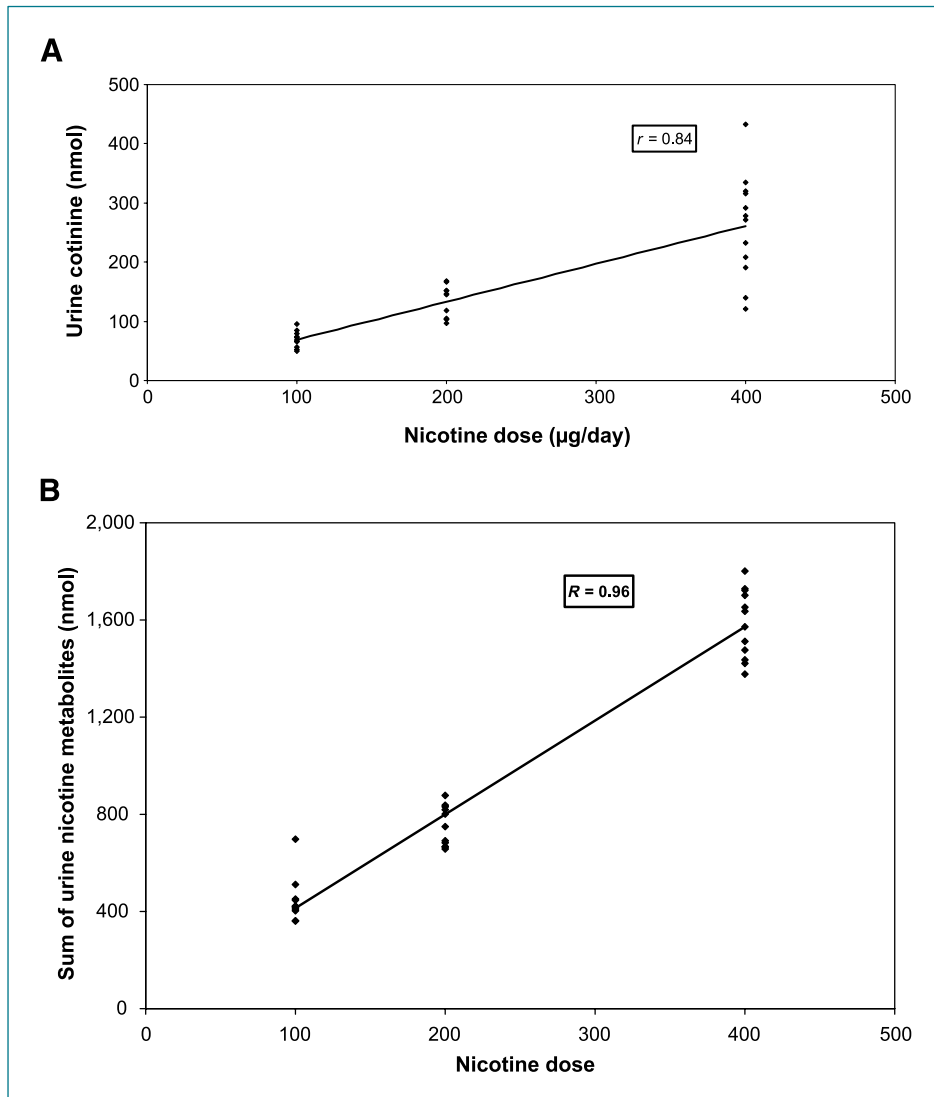 A
500
400
300
200
100
0
Urine cotinine (nmol)
r = 0.84
0 100 200 300 400 500
Nicotine dose (µg/day)
B
2,000
1,600
1,200
800
400
0
Sum of urine nicotine metabolites (nmol)
R = 0.96
0 100 200 300 400 500
Nicotine dose